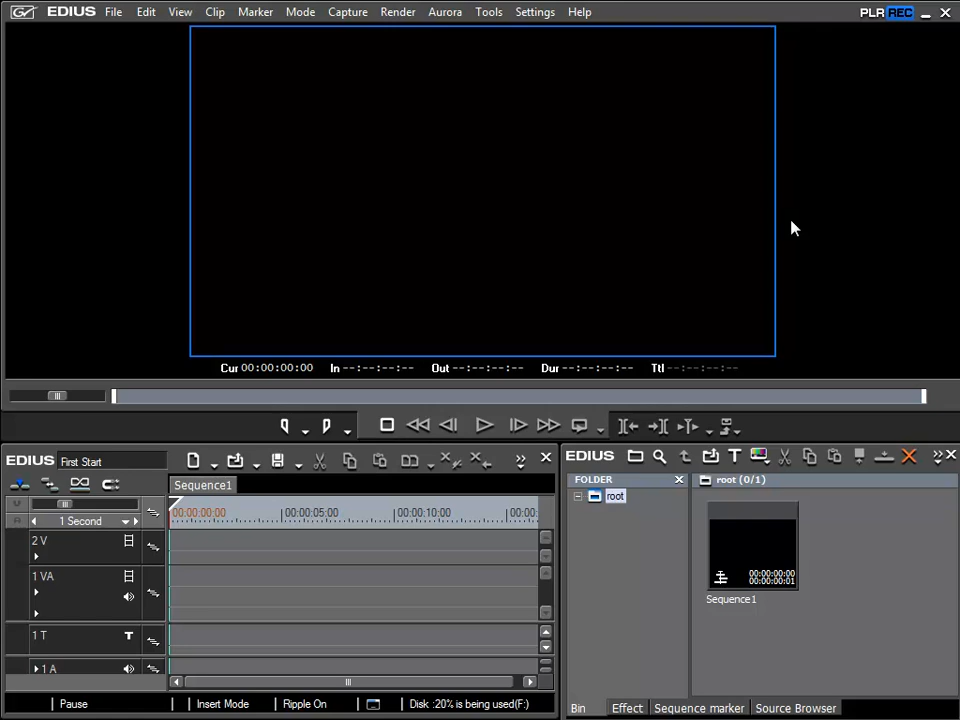 EDIUS File Edit View Clip Marker Mode Capture Render Aurora Tools Settings Help PLR REC
Cur 00:00:00:00 In --:--:--:-- Out --:--:--:-- Dur --:--:--:-- Ttl --:--:--:--
EDIUS First Start
Sequence1
1 Second
00:00:00:00 00:00:05:00 00:00:10:00 00:00:
2 V
1 VA
1 T
1 A
Pause Insert Mode Ripple On Disk :20% is being used(F:)
EDIUS
FOLDER
root
root (0/1)
00:00:00:00
00:00:00:01
Sequence1
Bin Effect Sequence marker Source Browser